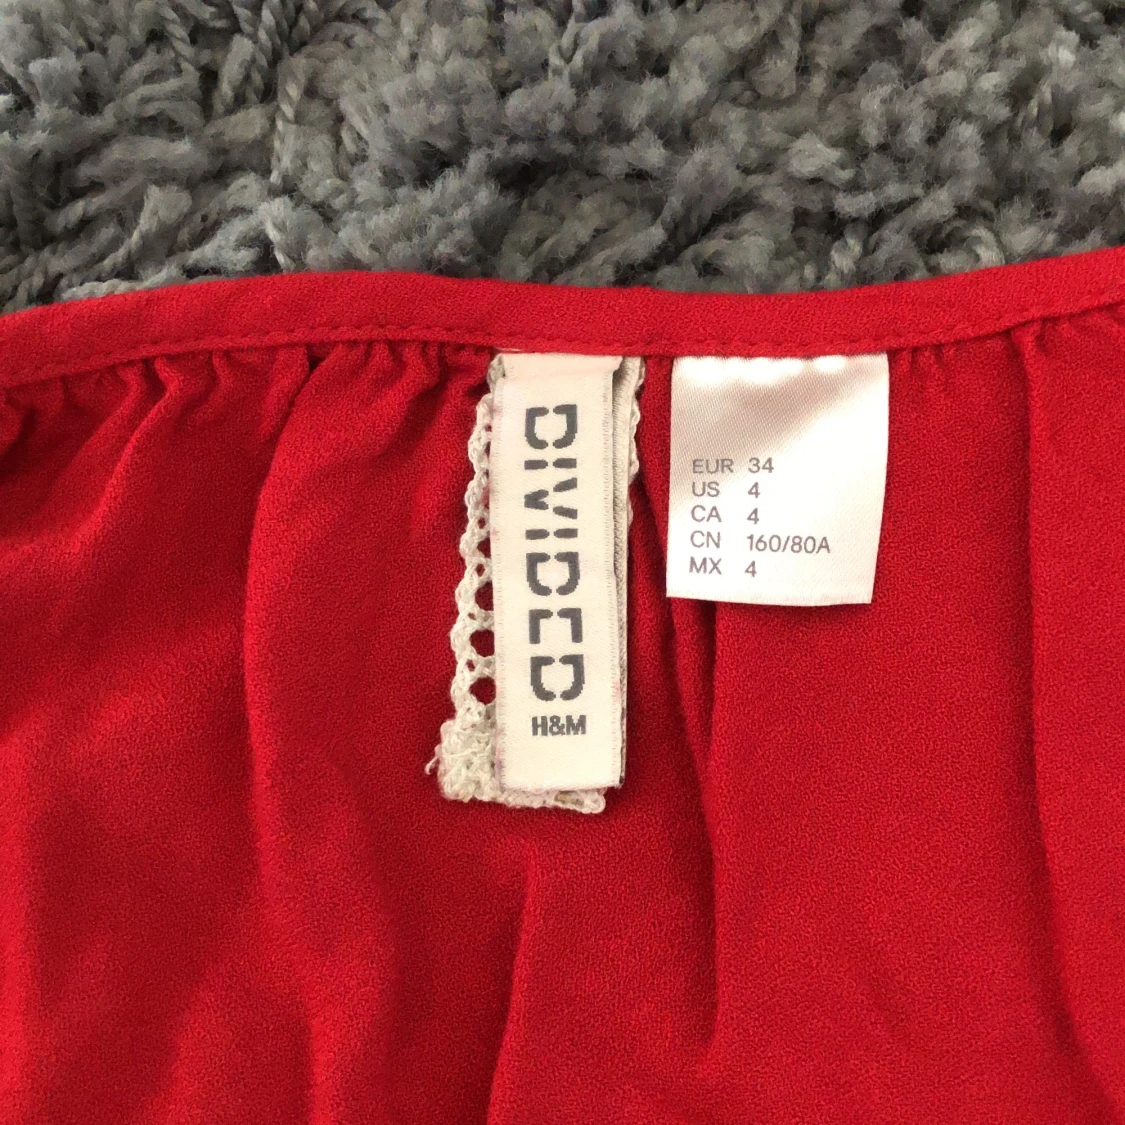 DIVIDED
H&M
EUR 34
US 4
CA 4
CN 160/80A
MX 4